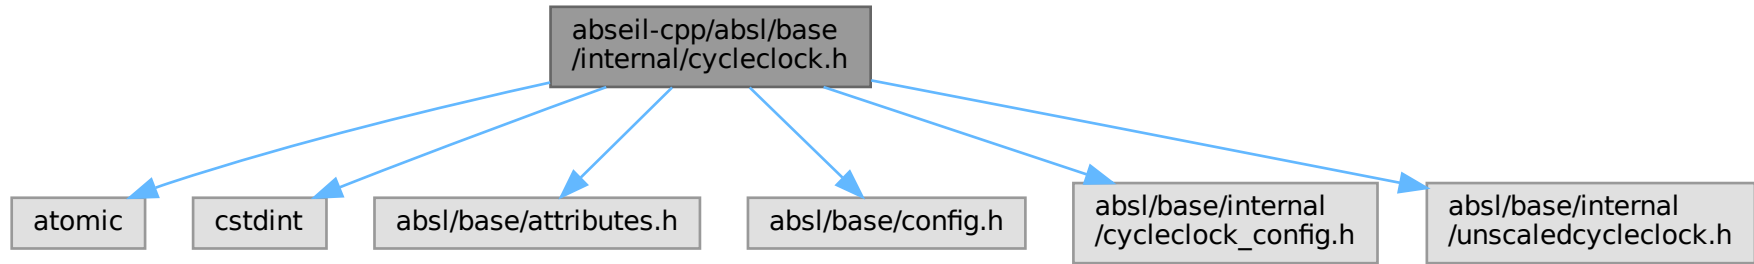 abseil-cpp/absl/base
/internal/cycleclock.h
atomic
cstdint
absl/base/attributes.h
absl/base/config.h
absl/base/internal
/cycleclock_config.h
absl/base/internal
/unscaledcycleclock.h